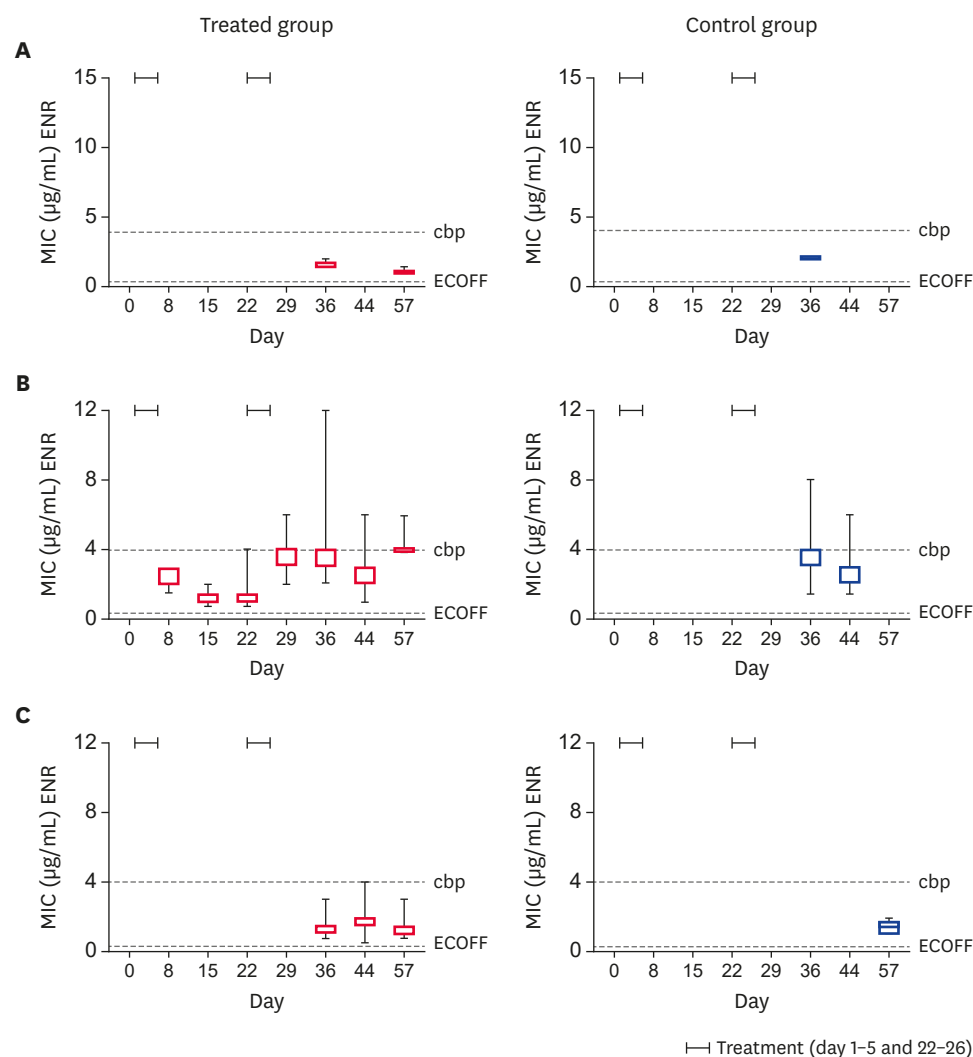 Treated group
Control group
A
15
10
5
0
MIC (µg/mL) ENR
cbp
ECOFF
0 8 15 22 29 36 44 57
Day
15
10
5
0
MIC (µg/mL) ENR
cbp
ECOFF
0 8 15 22 29 36 44 57
Day
B
12
8
4
0
MIC (µg/mL) ENR
cbp
ECOFF
0 8 15 22 29 36 44 57
Day
12
8
4
0
MIC (µg/mL) ENR
cbp
ECOFF
0 8 15 22 29 36 44 57
Day
C
12
8
4
0
MIC (µg/mL) ENR
cbp
ECOFF
0 8 15 22 29 36 44 57
Day
12
8
4
0
MIC (µg/mL) ENR
cbp
ECOFF
0 8 15 22 29 36 44 57
Day
Treatment (day 1–5 and 22–26)